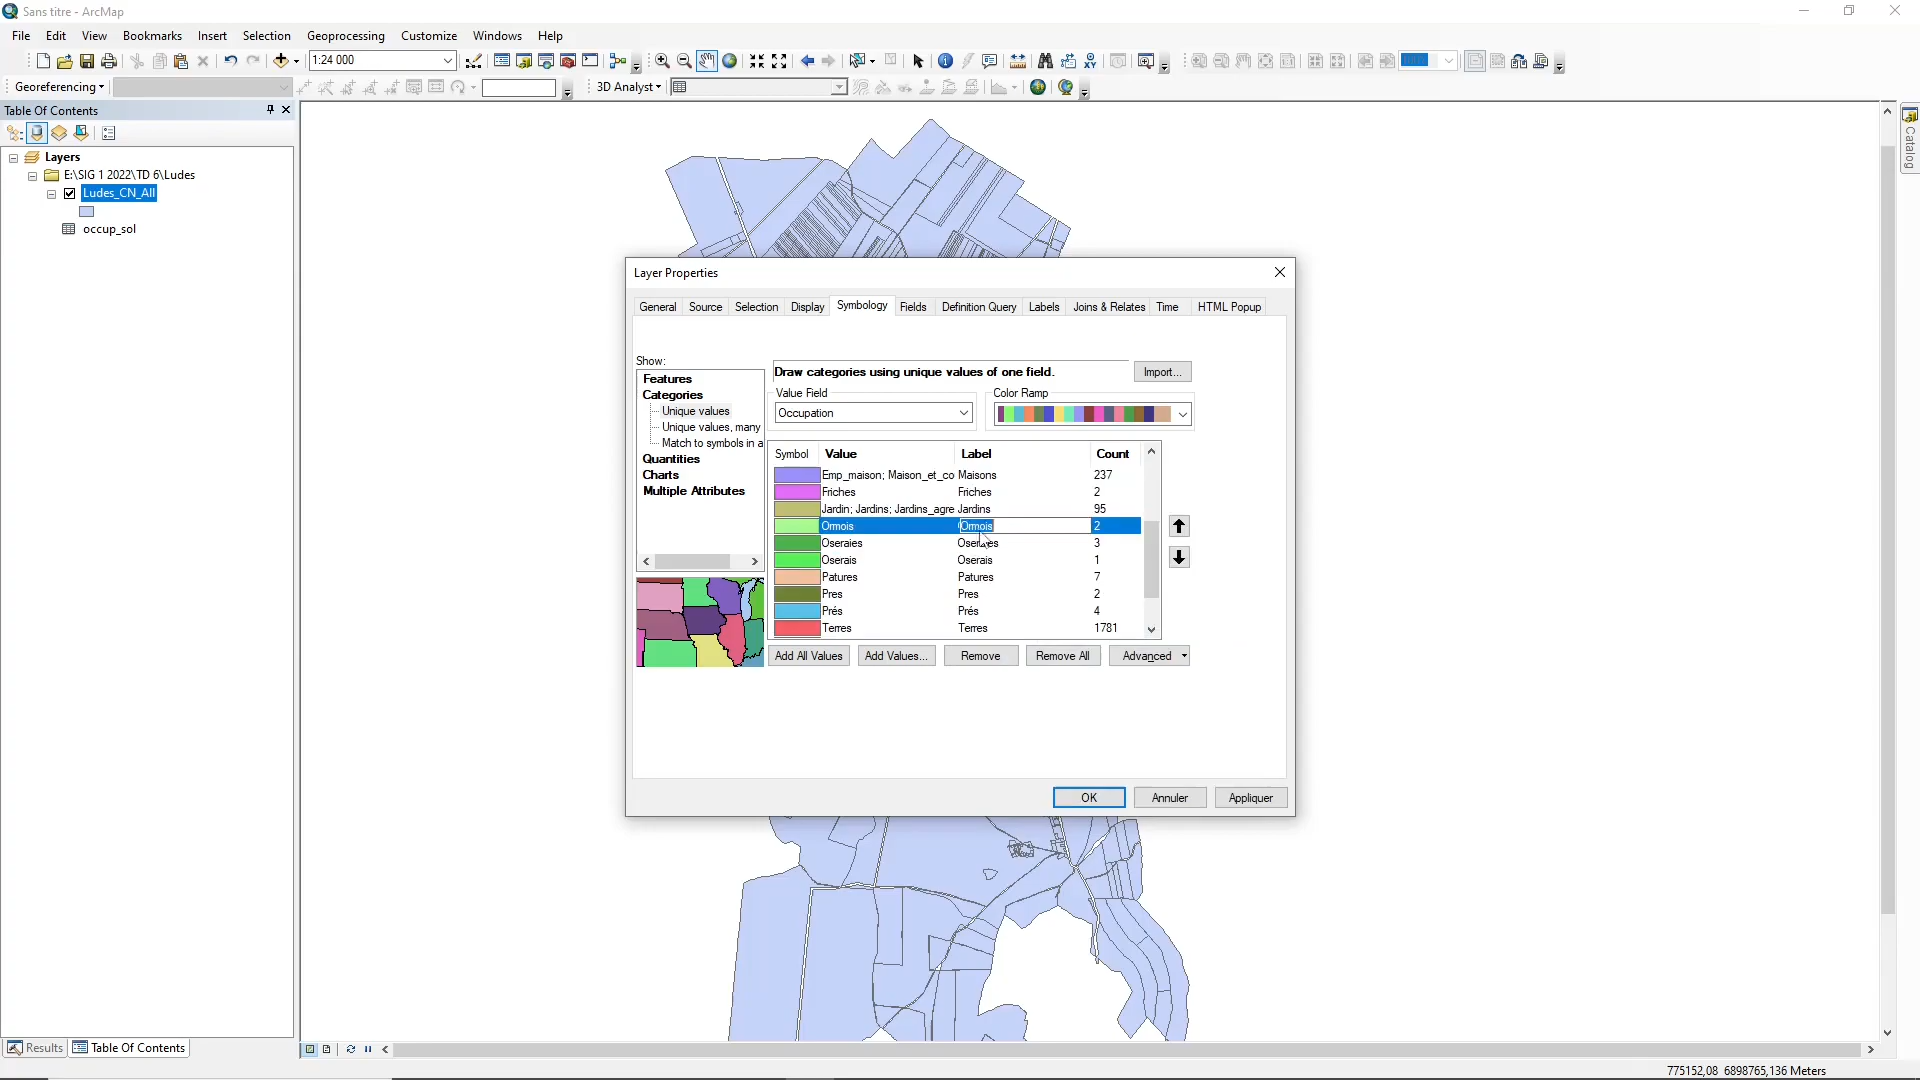 Sans titre - ArcMap
File Edit View Bookmarks Insert Selection Geoprocessing Customize Windows Help
1:24 000
Georeferencing
3D Analyst
Table Of Contents
Layers
E:\SIG 1 2022\TD 6\Ludes
Ludes_CN_All
occup_sol
Catalog
Layer Properties
General Source Selection Display Symbology Fields Definition Query Labels Joins & Relates Time HTML Popup
Show:
Features
Categories
Unique values
Unique values, many
Match to symbols in a
Quantities
Charts
Multiple Attributes
Draw categories using unique values of one field.
Import...
Value Field
Occupation
Color Ramp
Symbol Value Label Count
Emp_maison; Maison_et_co Maisons 237
Friches Friches 2
Jardin; Jardins; Jardins_agre Jardins 95
Ormois Ormois 2
Oseraies Oseraies 3
Oserais Oserais 1
Patures Patures 7
Pres Pres 2
Prés Prés 4
Terres Terres 1781
Add All Values Add Values... Remove Remove All Advanced
OK Annuler Appliquer
Results Table Of Contents
775152,08 6898765,136 Meters